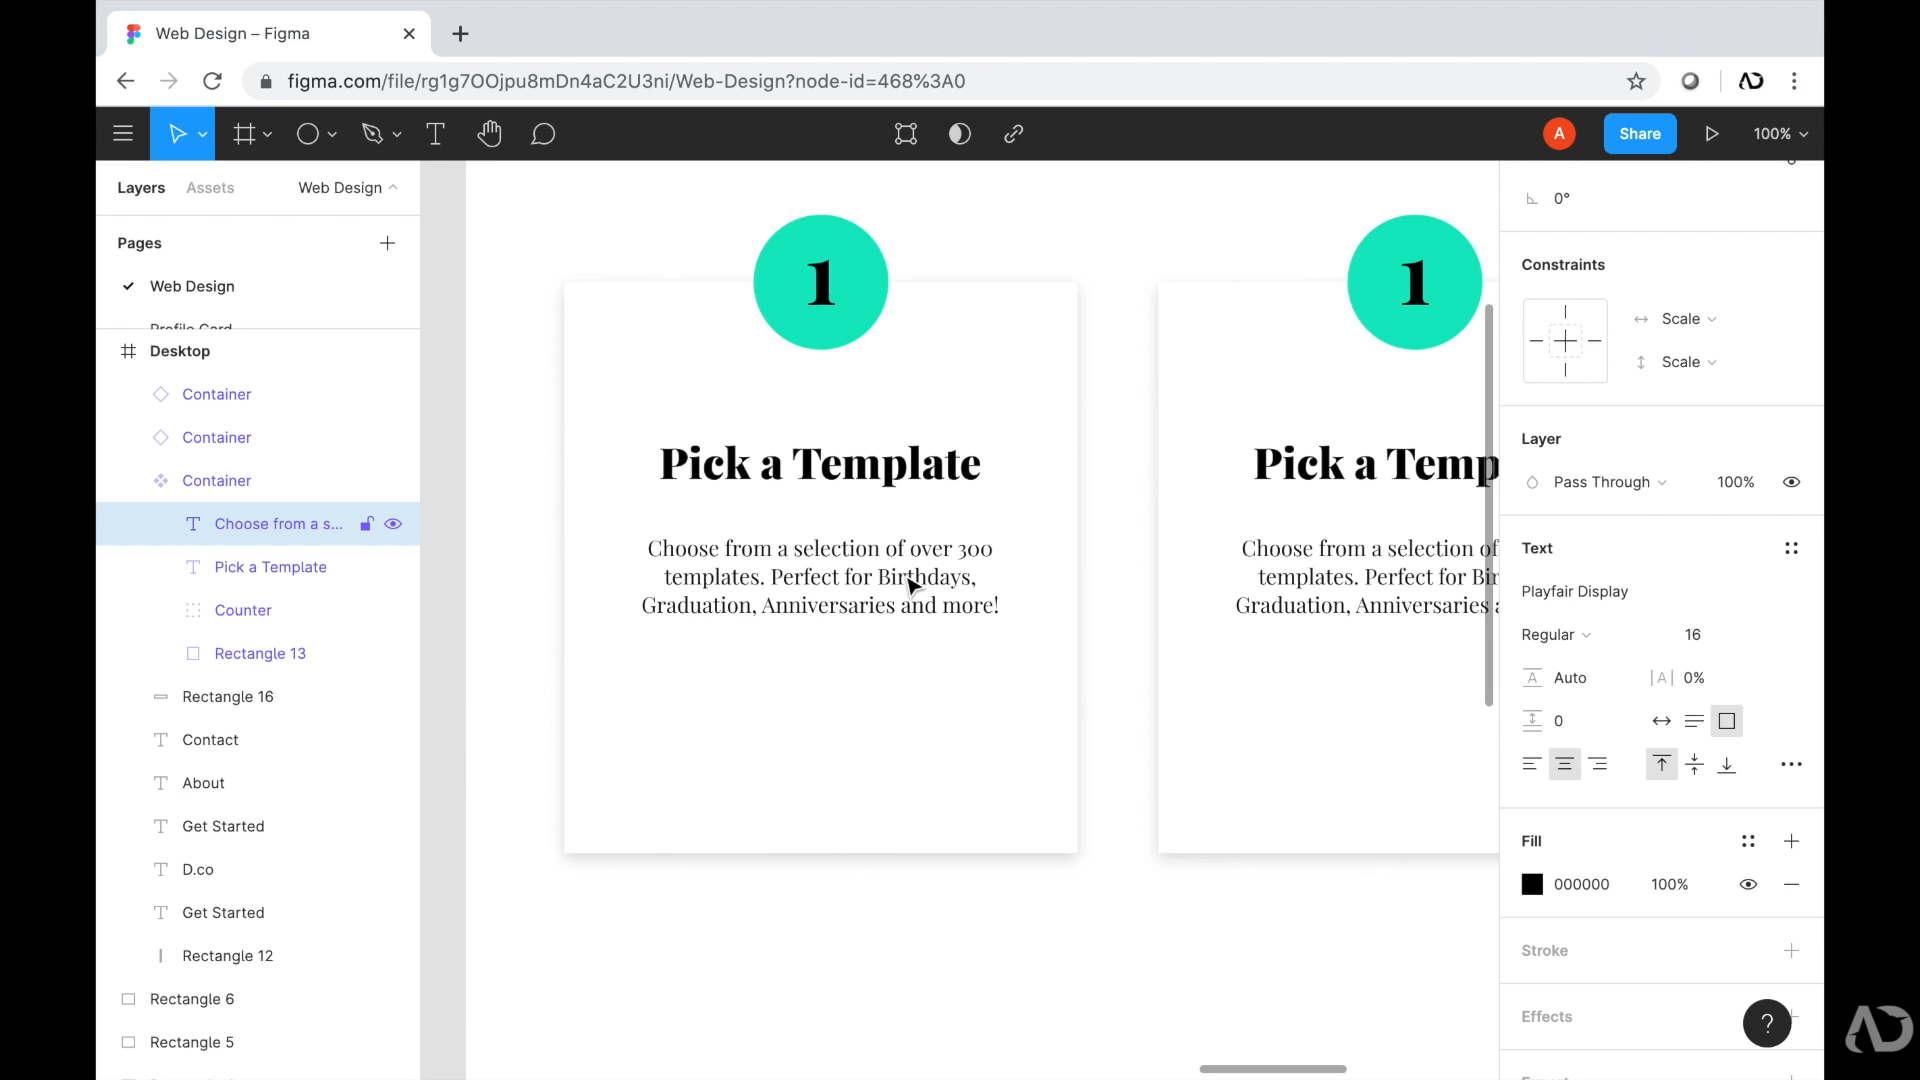 Web Design – Figma
figma.com/file/rg1g7OOjpu8mDn4aC2U3ni/Web-Design?node-id=468%3A0
A
Share
100%
Layers
Assets
Web Design
Pages
Web Design
Profile Card
Desktop
Container
Container
Container
Choose from a s...
Pick a Template
Counter
Rectangle 13
Rectangle 16
Contact
About
Get Started
D.co
Get Started
Rectangle 12
Rectangle 6
Rectangle 5
1
Pick a Template
Choose from a selection of over 300
templates. Perfect for Birthdays,
Graduation, Anniversaries and more!
1
Pick a Temp
Choose from a selection of
templates. Perfect for Bir
Graduation, Anniversaries a
0°
Constraints
Scale
Scale
Layer
Pass Through
100%
Text
Playfair Display
Regular
16
Auto
0%
0
Fill
000000
100%
Stroke
Effects
?